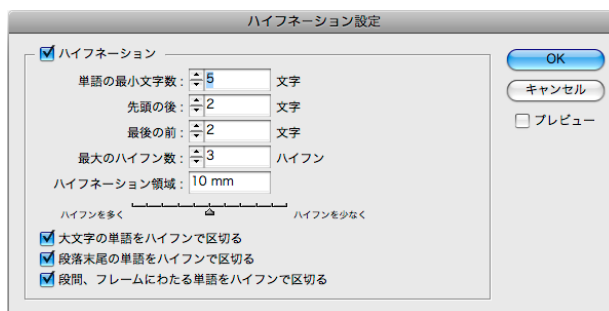 ハイフネーション設定
ハイフネーション
単語の最小文字数 : 5 文字
先頭の後 : 2 文字
最後の前 : 2 文字
最大のハイフン数 : 3 ハイフン
ハイフネーション領域 : 10 mm
ハイフンを多く ハイフンを少なく
大文字の単語をハイフンで区切る
段落末尾の単語をハイフンで区切る
段間、フレームにわたる単語をハイフンで区切る
OK
キャンセル
プレビュー